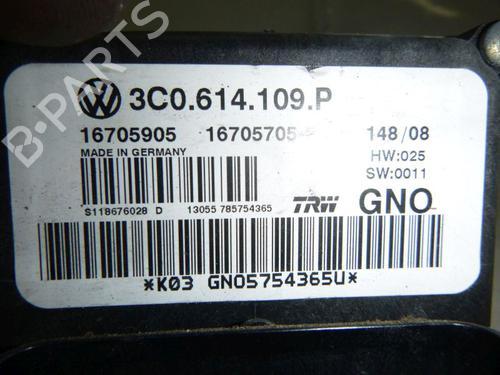 3C0.614.109.P
16705905 16705705 148/08
MADE IN GERMANY HW:025
SW:0011
S118676028 D 13055 785754365 TRW GNO
*K03 GNO5754365U*
B-PARTS